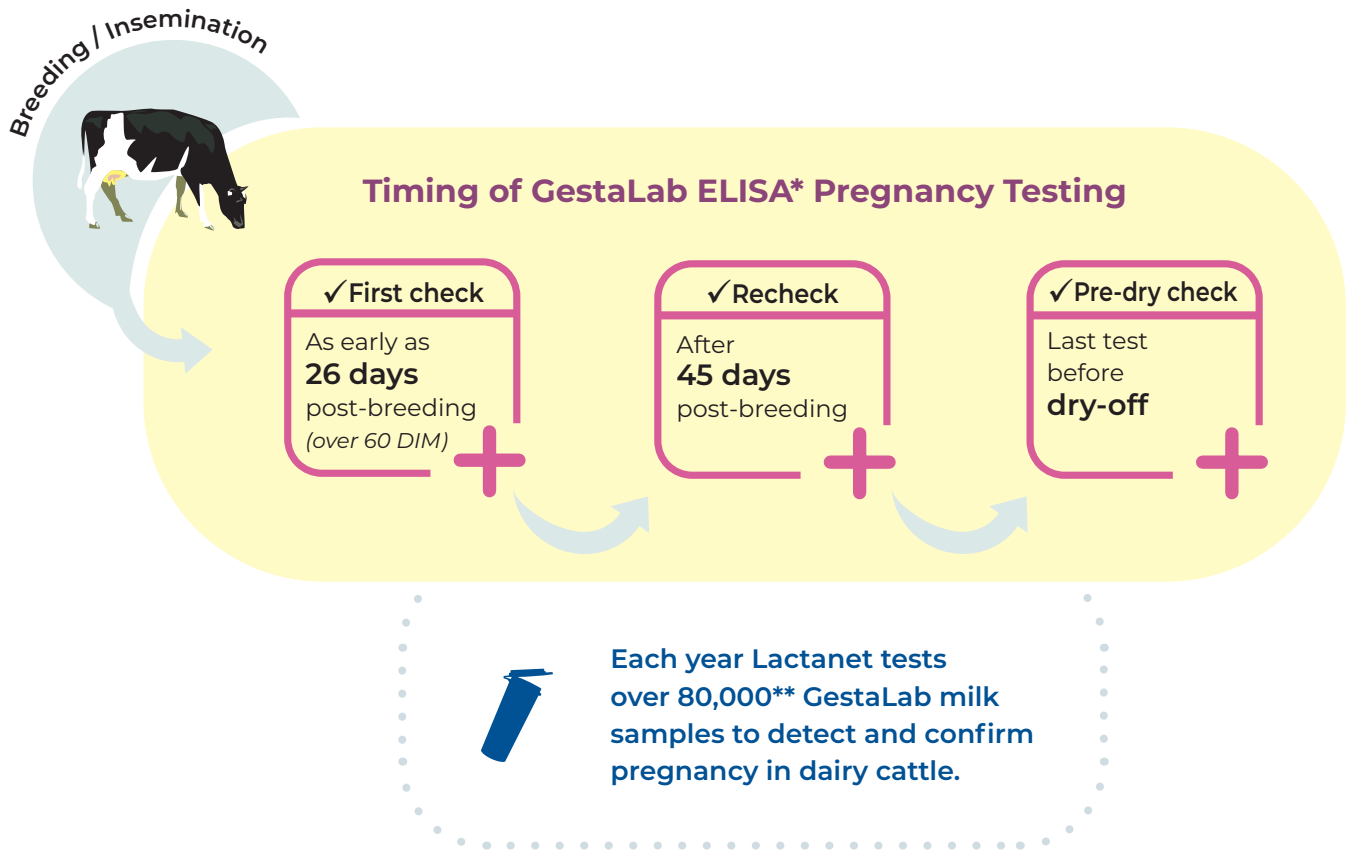 Breeding / Insemination
Timing of GestaLab ELISA* Pregnancy Testing
✓First check
As early as
26 days
post-breeding
(over 60 DIM)
✓Recheck
After
45 days
post-breeding
✓Pre-dry check
Last test
before
dry-off
Each year Lactanet tests
over 80,000** GestaLab milk
samples to detect and confirm
pregnancy in dairy cattle.